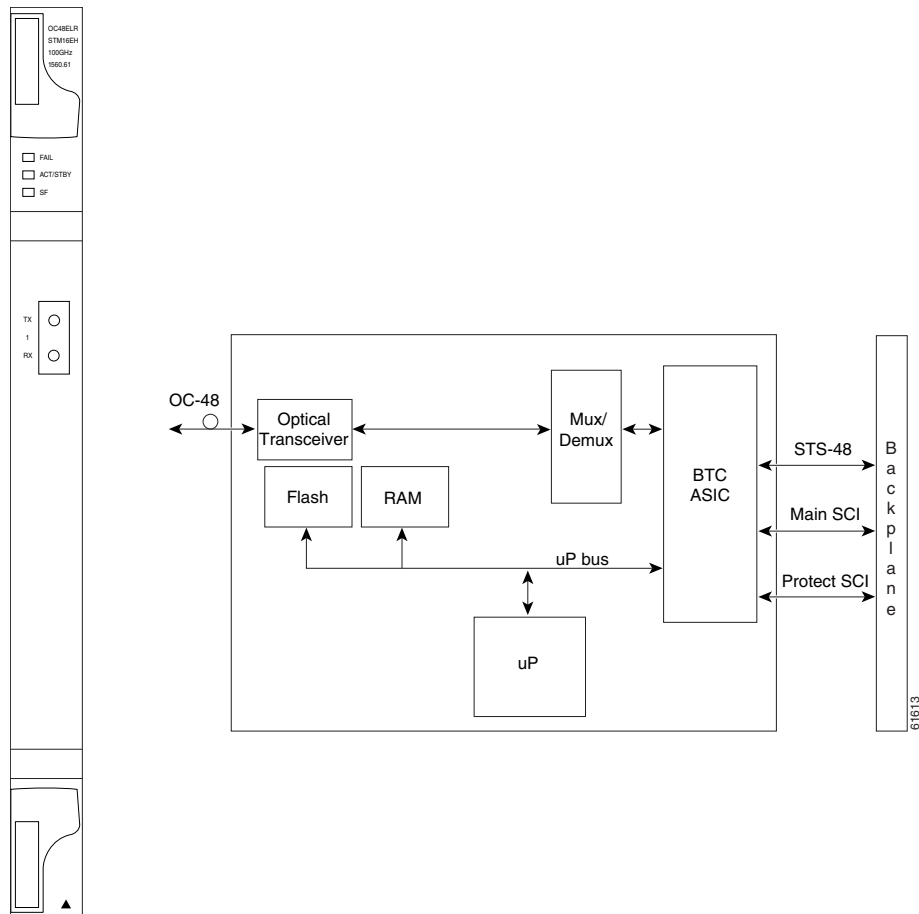 OC48ELR
STM16EH
100GHz
1560.61
FAIL
ACT/STBY
SF
TX
1
RX
OC-48
Optical
Transceiver
Mux/
Demux
Flash
RAM
uP bus
uP
BTC
ASIC
STS-48
Main SCI
Protect SCI
Backplane
61613